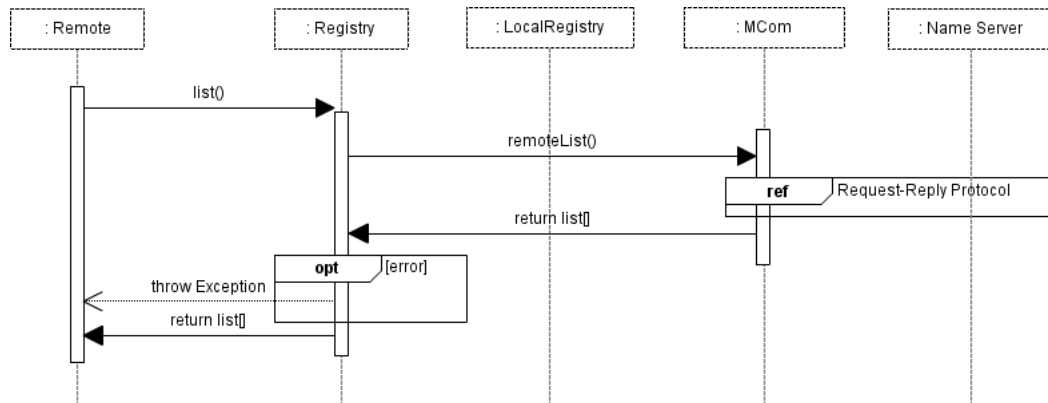 : Remote
: Registry
: LocalRegistry
: MCom
: Name Server
list()
remoteList()
ref
Request-Reply Protocol
return list[]
opt
[error]
throw Exception
return list[]